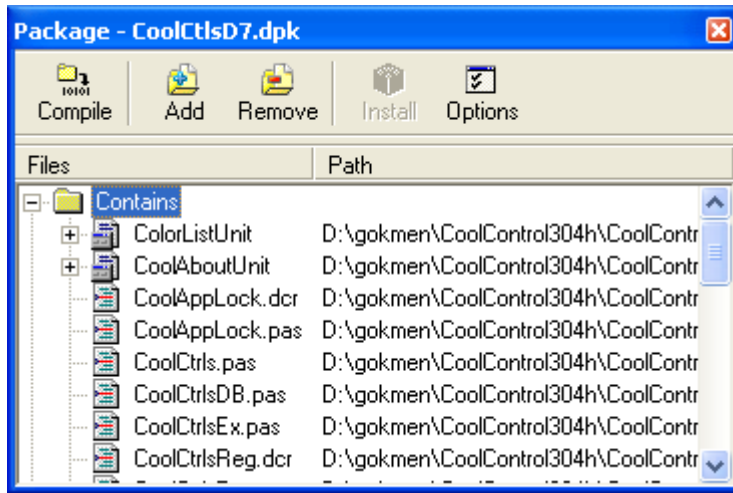 Package - CoolCtlsD7.dpk
Compile Add Remove Install Options
Files Path
Contains
ColorListUnit D:\gokmen\CoolControl304h\CoolContr
CoolAboutUnit D:\gokmen\CoolControl304h\CoolContr
CoolAppLock.dcr D:\gokmen\CoolControl304h\CoolContr
CoolAppLock.pas D:\gokmen\CoolControl304h\CoolContr
CoolCtrls.pas D:\gokmen\CoolControl304h\CoolContr
CoolCtrlsDB.pas D:\gokmen\CoolControl304h\CoolContr
CoolCtrlsEx.pas D:\gokmen\CoolControl304h\CoolContr
CoolCtrlsReg.dcr D:\gokmen\CoolControl304h\CoolContr